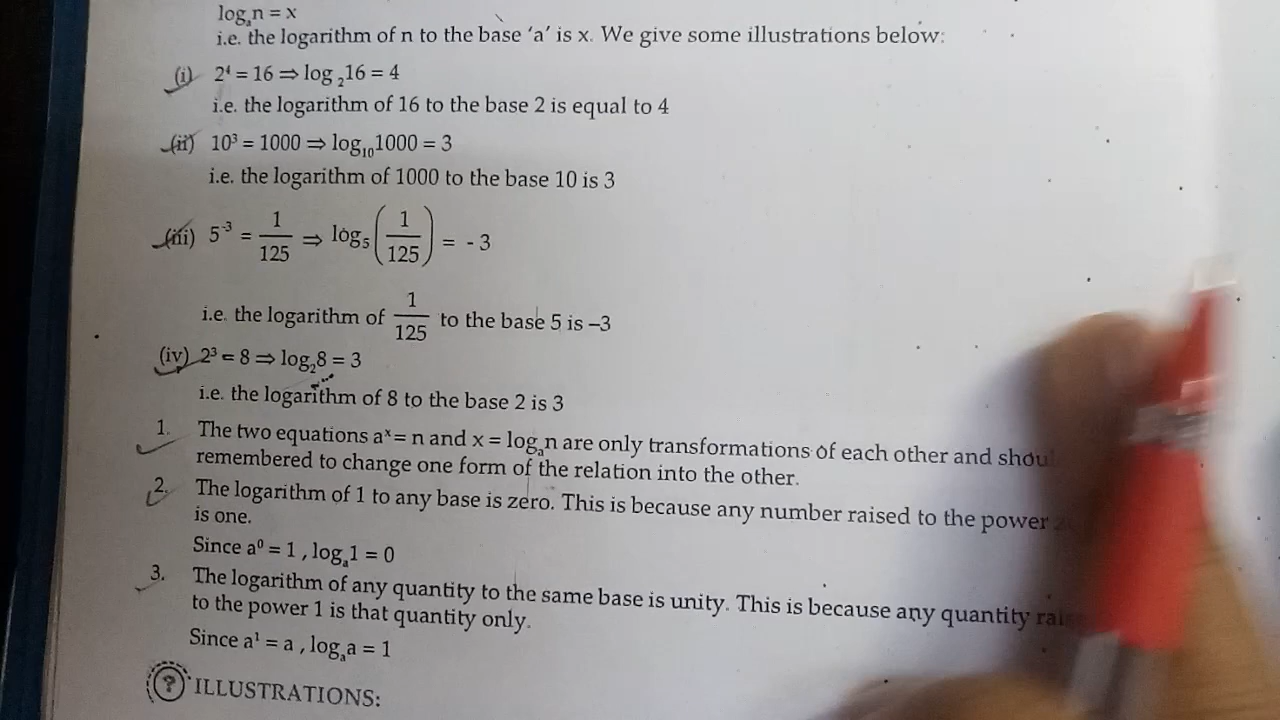 logₐn = x
i.e. the logarithm of n to the base 'a' is x. We give some illustrations below:
(i) 2⁴ = 16 ⇒ log ₂16 = 4
i.e. the logarithm of 16 to the base 2 is equal to 4
(ii) 10³ = 1000 ⇒ log₁₀1000 = 3
i.e. the logarithm of 1000 to the base 10 is 3
(iii) 5⁻³ = 1/125 ⇒ log₅(1/125) = - 3
i.e. the logarithm of 1/125 to the base 5 is –3
(iv) 2³ = 8 ⇒ log₂8 = 3
i.e. the logarithm of 8 to the base 2 is 3
1. The two equations aˣ = n and x = logₐn are only transformations of each other and
remembered to change one form of the relation into the other.
2. The logarithm of 1 to any base is zero. This is because any number raised to the power
is one.
Since a⁰ = 1 , logₐ1 = 0
3. The logarithm of any quantity to the same base is unity. This is because any quantity
to the power 1 is that quantity only.
Since a¹ = a , logₐa = 1
? ILLUSTRATIONS: